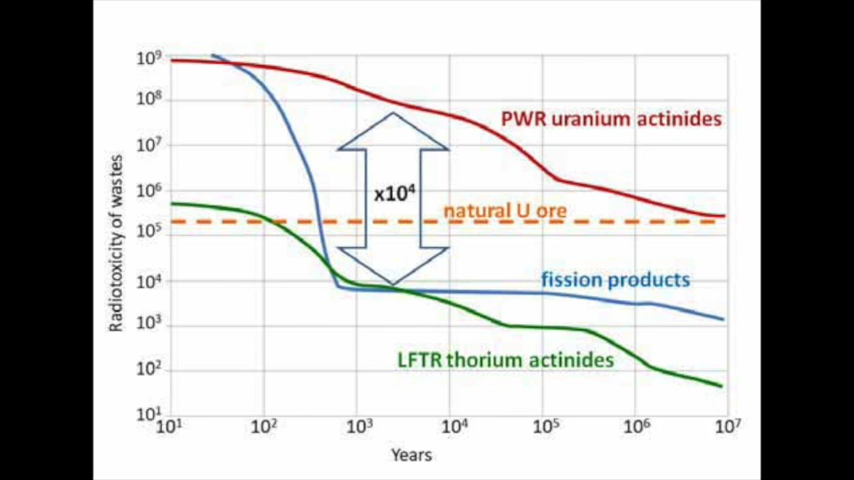 10⁹
10⁸
10⁷
10⁶
10⁵
10⁴
10³
10²
10¹
Radiotoxicity of wastes
PWR uranium actinides
x10⁴
natural U ore
fission products
LFTR thorium actinides
10¹ 10² 10³ 10⁴ 10⁵ 10⁶ 10⁷
Years